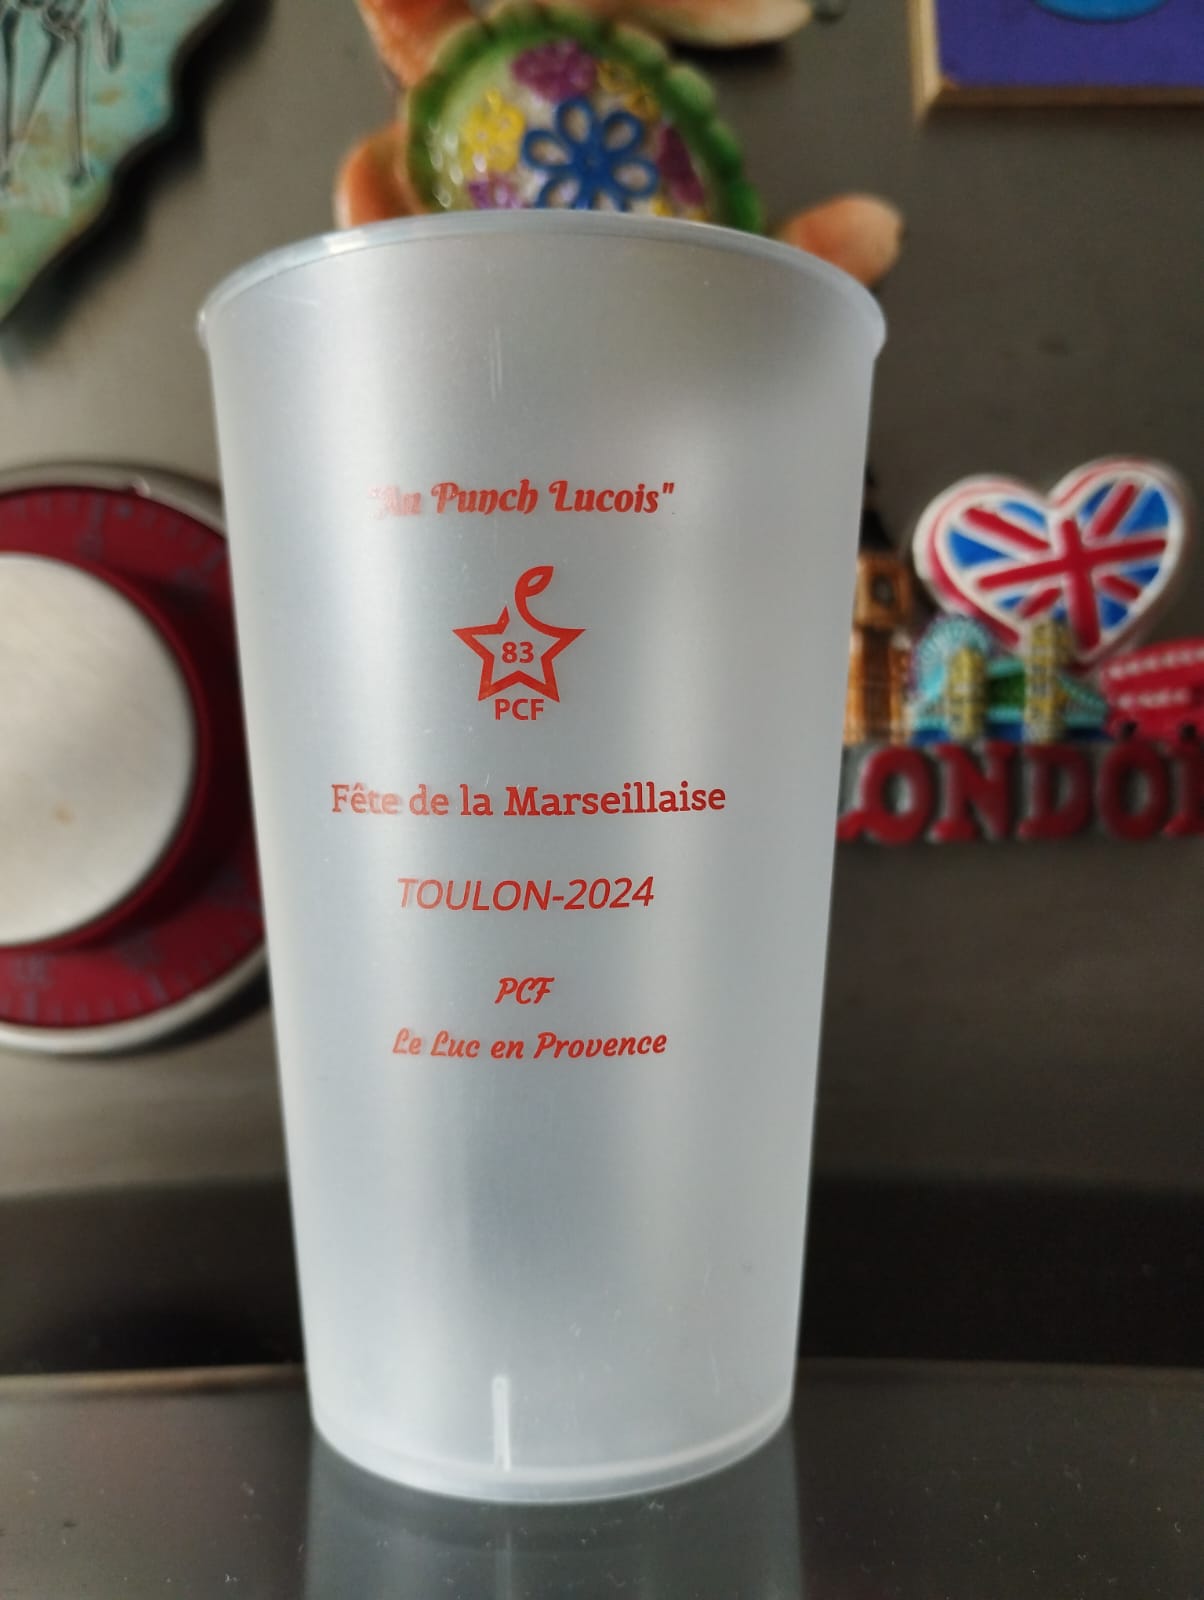 "Au Punch Lucois"
83
PCF
Fête de la Marseillaise
TOULON-2024
PCF
Le Luc en Provence
LONDON